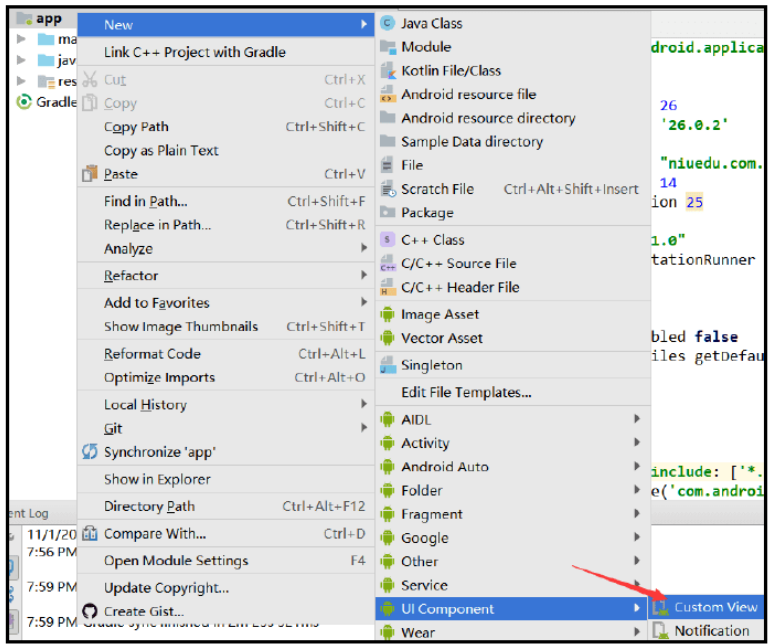 app
New
Link C++ Project with Gradle
Cut Ctrl+X
Copy Ctrl+C
Copy Path Ctrl+Shift+C
Copy as Plain Text
Paste Ctrl+V
Find in Path... Ctrl+Shift+F
Replace in Path... Ctrl+Shift+R
Analyze
Refactor
Add to Favorites
Show Image Thumbnails Ctrl+Shift+T
Reformat Code Ctrl+Alt+L
Optimize Imports Ctrl+Alt+O
Local History
Git
Synchronize 'app'
Show in Explorer
Directory Path Ctrl+Alt+F12
Compare With... Ctrl+D
Open Module Settings F4
Update Copyright...
Create Gist...
Java Class
Module
Kotlin File/Class
Android resource file
Android resource directory
Sample Data directory
File
Scratch File Ctrl+Alt+Shift+Insert
Package
C++ Class
C/C++ Source File
C/C++ Header File
Image Asset
Vector Asset
Singleton
Edit File Templates...
AIDL
Activity
Android Auto
Folder
Fragment
Google
Other
Service
UI Component
Wear
Custom View
Notification
ma
jav
res
Gradle
ent Log
11/1/20
7:56 PM
7:59 PM
7:59 PM
droid.applica
26
'26.0.2'
"niuedu.com.
14
ion 25
1.0"
tationRunner
bled false
iles getDefau
include: ['*.
e('com.androi